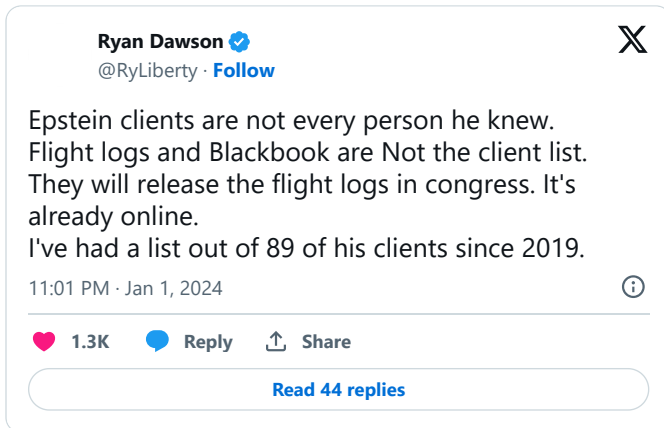 Ryan Dawson
@RyLiberty · Follow
Epstein clients are not every person he knew.
Flight logs and Blackbook are Not the client list.
They will release the flight logs in congress. It's
already online.
I've had a list out of 89 of his clients since 2019.
11:01 PM · Jan 1, 2024
1.3K Reply Share
Read 44 replies